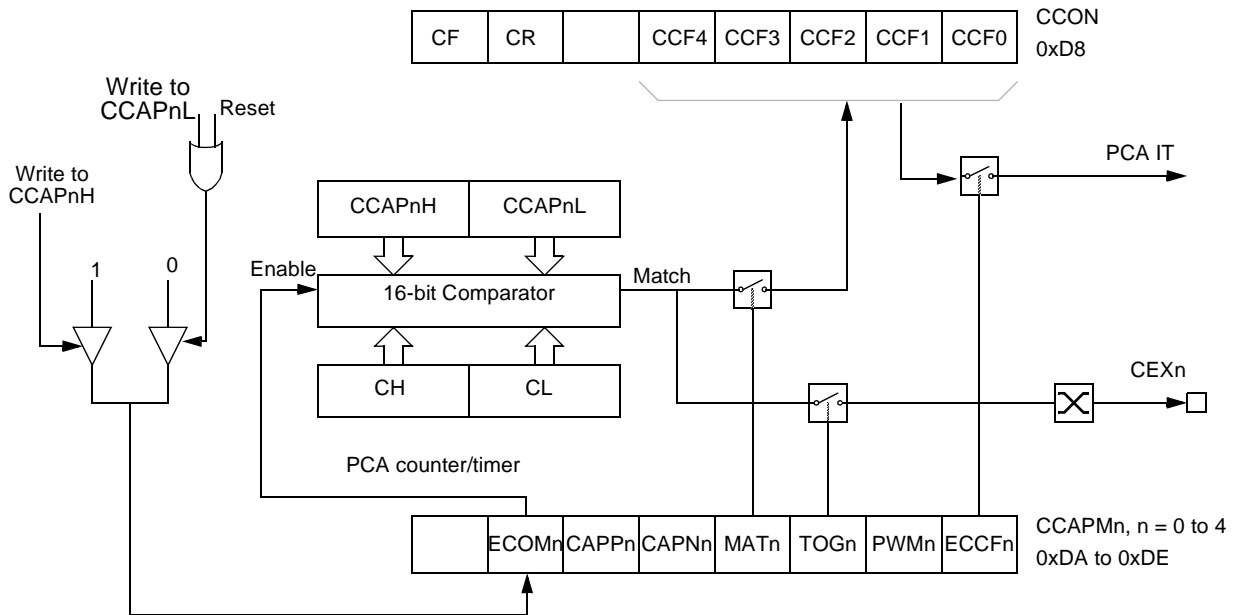 CF CR CCF4 CCF3 CCF2 CCF1 CCF0
CCON
0xD8
Write to
CCAPnL
Reset
Write to
CCAPnH
PCA IT
CCAPnH CCAPnL
1
0
Enable
16-bit Comparator
Match
CH CL
CEXn
PCA counter/timer
ECOMn CAPPn CAPNn MATn TOGn PWMn ECCFn
CCAPMn, n = 0 to 4
0xDA to 0xDE